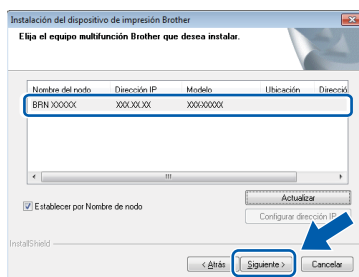 Instalación del dispositivo de impresión Brother
Elija el equipo multifunción Brother que desea instalar.
Nombre del nodo Dirección IP Modelo Ubicación Direcció
BRN XXXXXX XXX.XX.XX XXX-XXXXX
Actualizar
Establecer por Nombre de nodo
Configurar dirección IP
InstallShield
< Atrás Siguiente > Cancelar